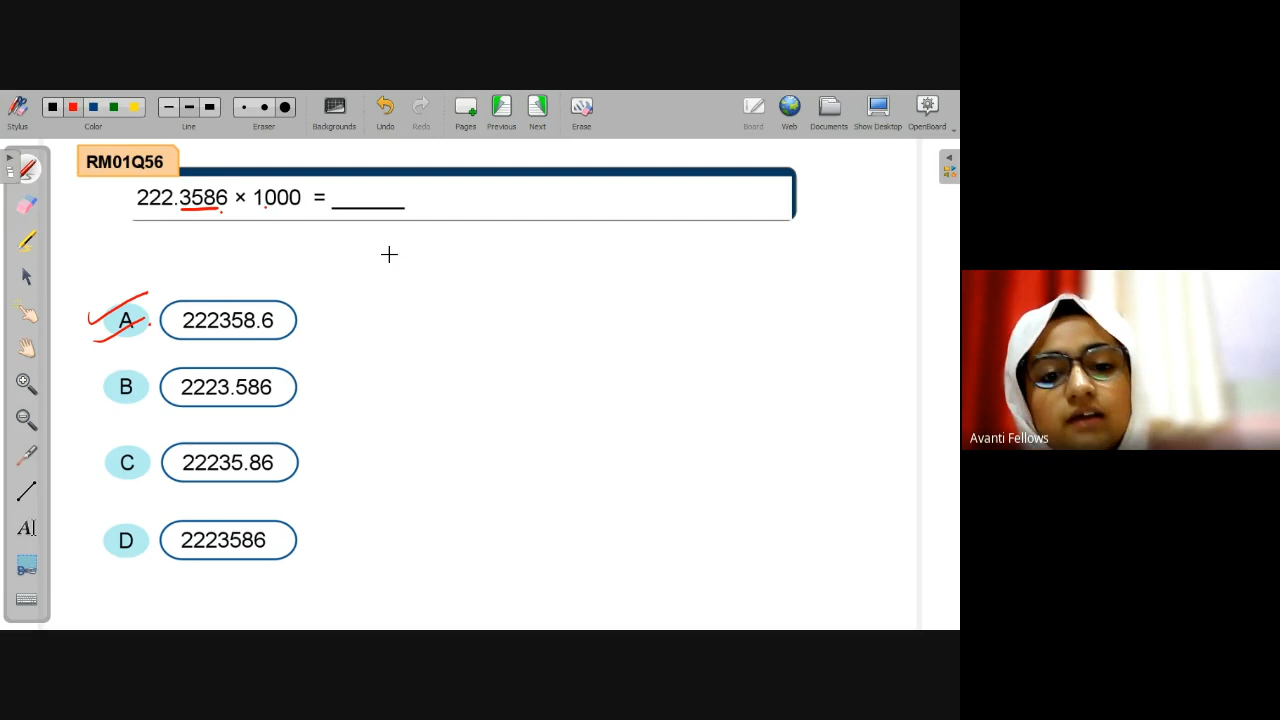 Stylus Color Line Eraser Backgrounds Undo Redo Pages Previous Next Erase Board Web Documents Show Desktop OpenBoard
RM01Q56
222.3586 × 1000 = ______
A 222358.6
B 2223.586
C 22235.86
D 2223586
Avanti Fellows